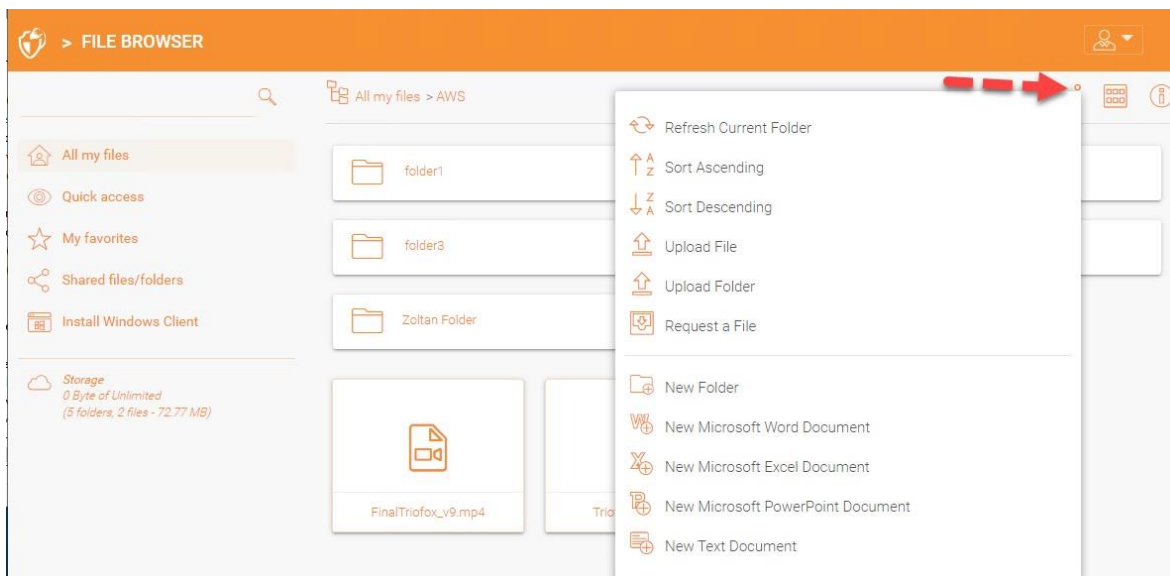 > FILE BROWSER
All my files > AWS
All my files
Quick access
My favorites
Shared files/folders
Install Windows Client
Storage
0 Byte of Unlimited
(5 folders, 2 files - 72.77 MB)
folder1
folder3
Zoltan Folder
FinalTriofox_v9.mp4
Trio
Refresh Current Folder
Sort Ascending
Sort Descending
Upload File
Upload Folder
Request a File
New Folder
New Microsoft Word Document
New Microsoft Excel Document
New Microsoft PowerPoint Document
New Text Document